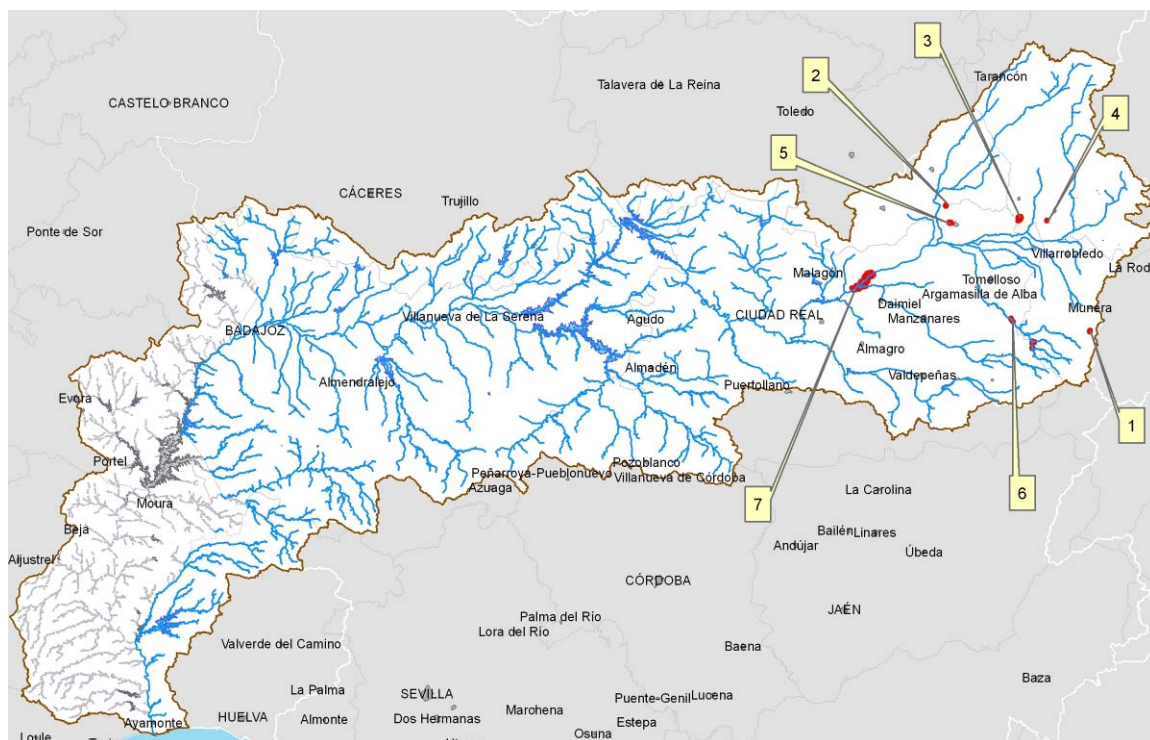 3
Tarancón
2
Talavera de La Reina
CASTELO BRANCO
Toledo
4
5
CÁCERES
Trujillo
Ponte de Sor
Villarrobledo
La Rod
Malagón
Tomelloso
Argamasilla de Alba
Munera
Daimiel
Villanueva de La Serena
CIUDAD REAL
Manzanares
Agudo
BADAJOZ
Almagro
Almadén
Valdepeñas
Almendralejo
Puertollano
Evora
1
Portel
Pozoblanco
Peñarroya-Pueblonuevo
Villanueva de Córdoba
Azuaga
6
La Carolina
Moura
7
Beja
Bailén
Linares
Andújar
Úbeda
Aljustrel
CÓRDOBA
JAÉN
Palma del Río
Lora del Río
Valverde del Camino
Baena
Baza
La Palma
SEVILLA
Puente-Genil
Lucena
Marchena
HUELVA
Almonte
Dos Hermanas
Ayamonte
Estepa
Osuna
Loule